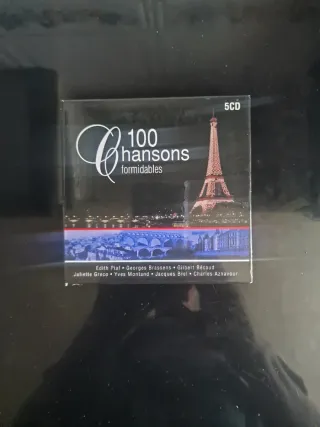 5CD
100
Chansons
formidables
Edith Piaf • Georges Brassens • Gilbert Bécaud
Juliette Greco • Yves Montand • Jacques Brel • Charles Aznavour